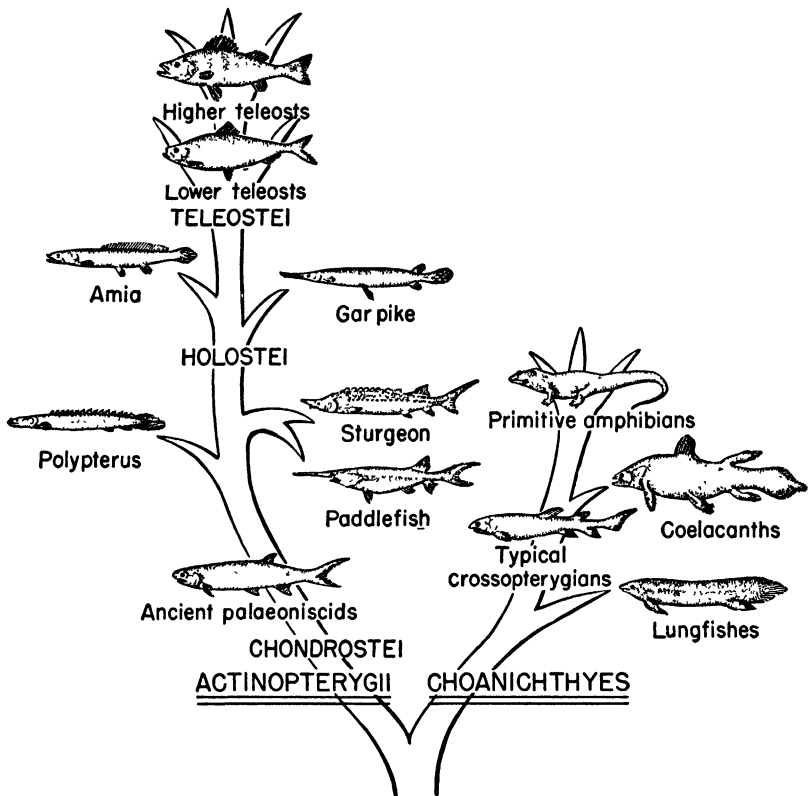 Higher teleosts
Lower teleosts
TELEOSTEI
Amia
Gar pike
HOLOSTEI
Sturgeon
Polypterus
Paddlefish
Primitive amphibians
Coelacanths
Typical
crossopterygians
Lungfishes
Ancient palaeoniscids
CHONDROSTEI
ACTINOPTERYGII
CHOANICHTHYES